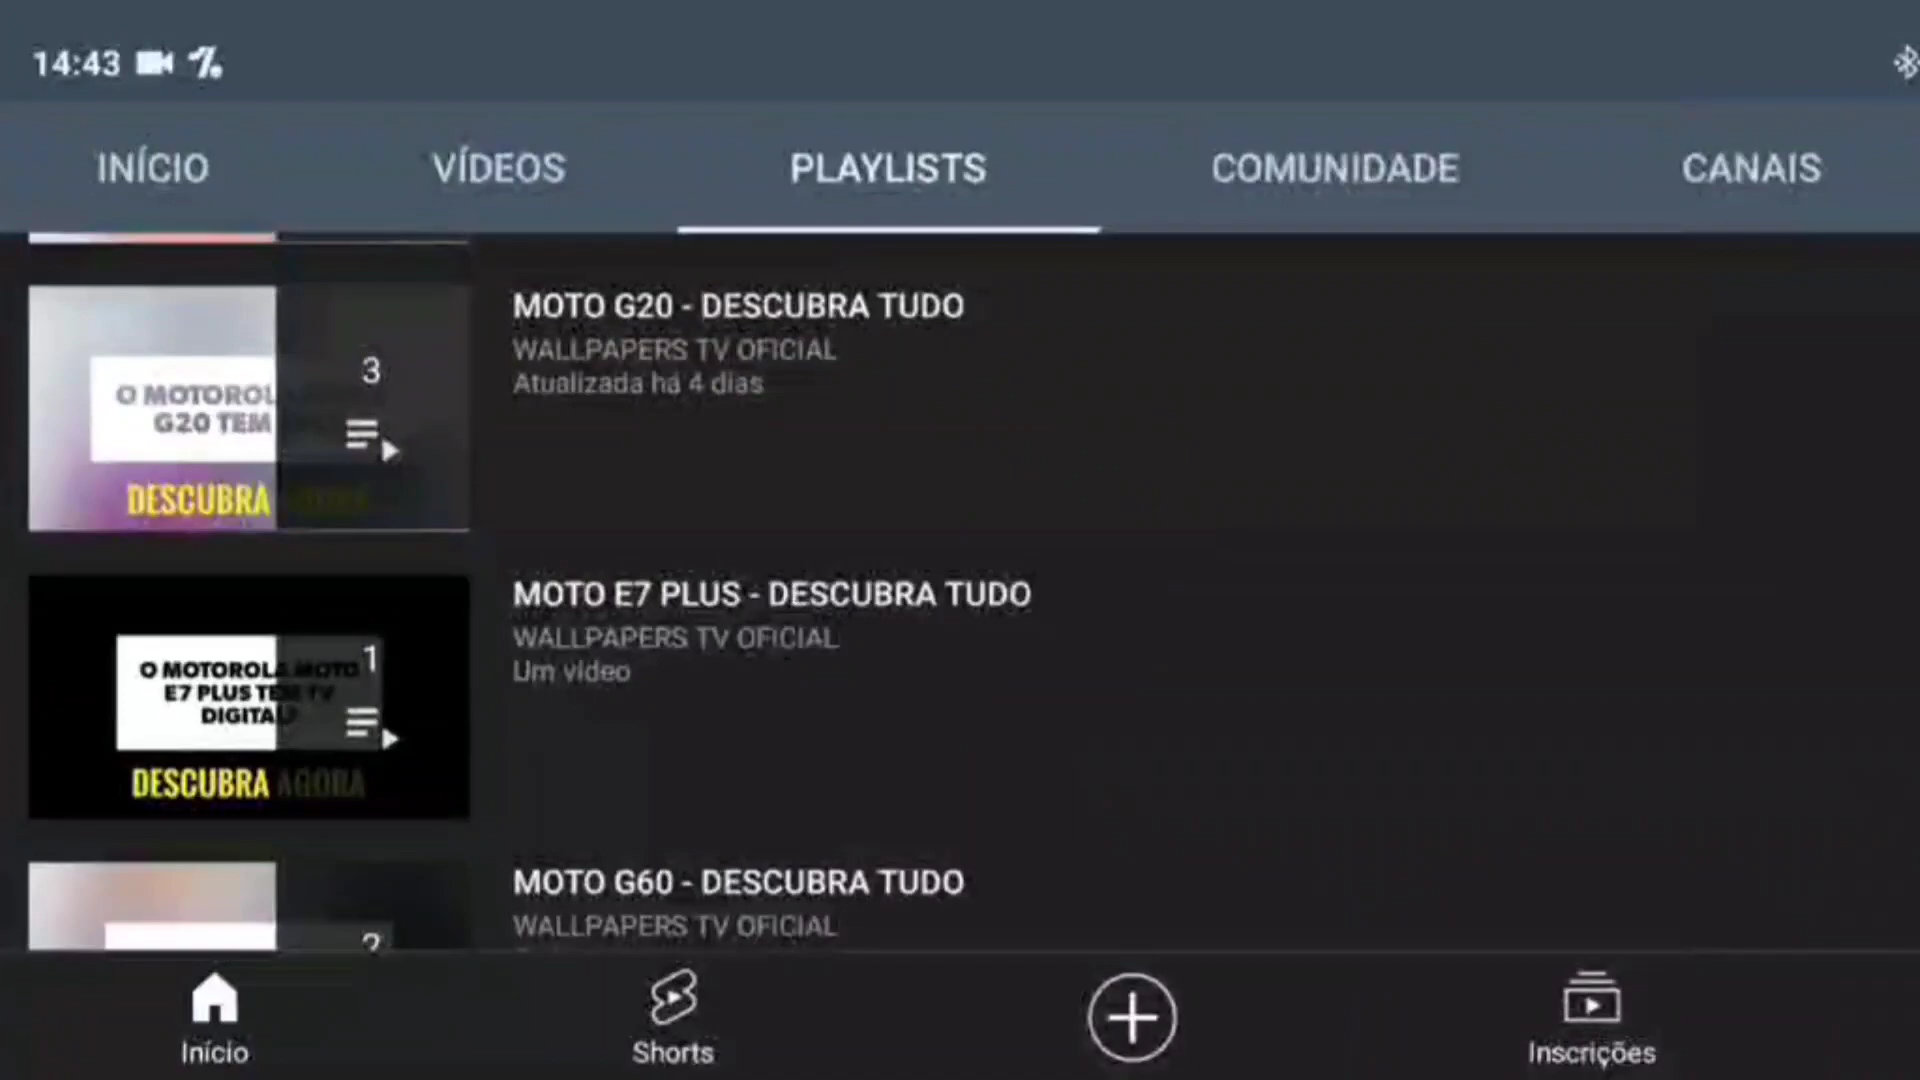 14:43
INÍCIO VÍDEOS PLAYLISTS COMUNIDADE CANAIS
O MOTOROL
G20 TEM
DESCUBRA
3
MOTO G20 - DESCUBRA TUDO
WALLPAPERS TV OFICIAL
Atualizada há 4 dias
O MOTOROLA MOTO
E7 PLUS TEM TV
DIGITAL?
DESCUBRA AGORA
1
MOTO E7 PLUS - DESCUBRA TUDO
WALLPAPERS TV OFICIAL
Um vídeo
2
MOTO G60 - DESCUBRA TUDO
WALLPAPERS TV OFICIAL
Início Shorts Inscrições